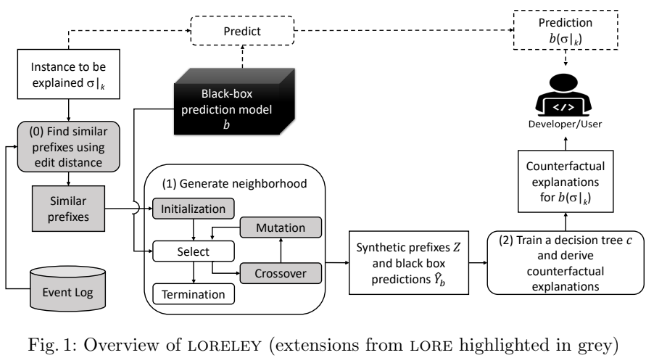 Predict
Prediction
b(σ|k)
Instance to be
explained σ|k
Black-box
prediction model
b
</>
Developer/User
(0) Find similar
prefixes using
edit distance
Similar
prefixes
Event Log
(1) Generate neighborhood
Initialization
Mutation
Select
Crossover
Termination
Synthetic prefixes Z
and black box
predictions Ŷb
Counterfactual
explanations
for b(σ|k)
(2) Train a decision tree c
and derive
counterfactual
explanations
Fig. 1: Overview of LORELEY (extensions from LORE highlighted in grey)